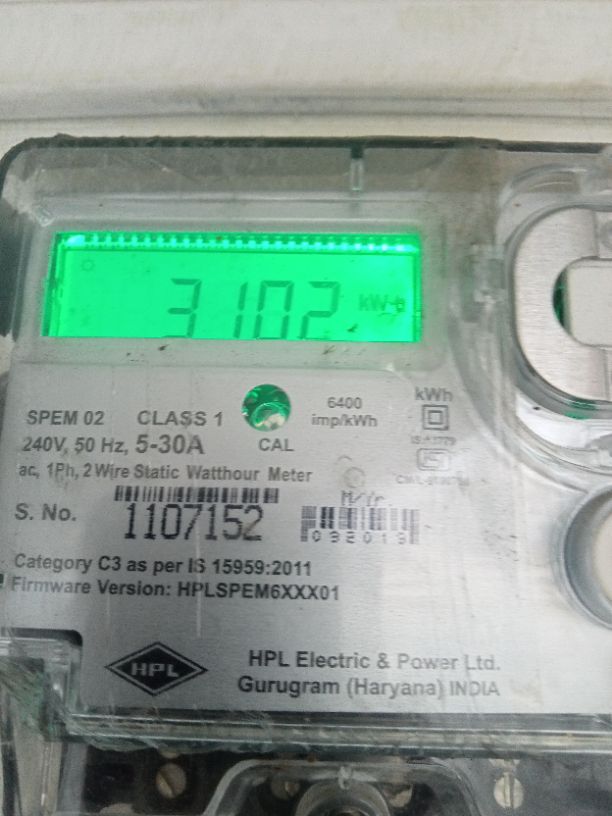 3102 kW h
SPEM 02 CLASS 1 6400 imp/kWh kWh
240V, 50 Hz, 5-30A CAL
ac, 1Ph, 2 Wire Static Watthour Meter
S. No. 1107152 M/Yr 032019
Category C3 as per IS 15959:2011
Firmware Version: HPLSPEM6XXX01
HPL
HPL Electric & Power Ltd.
Gurugram (Haryana) INDIA